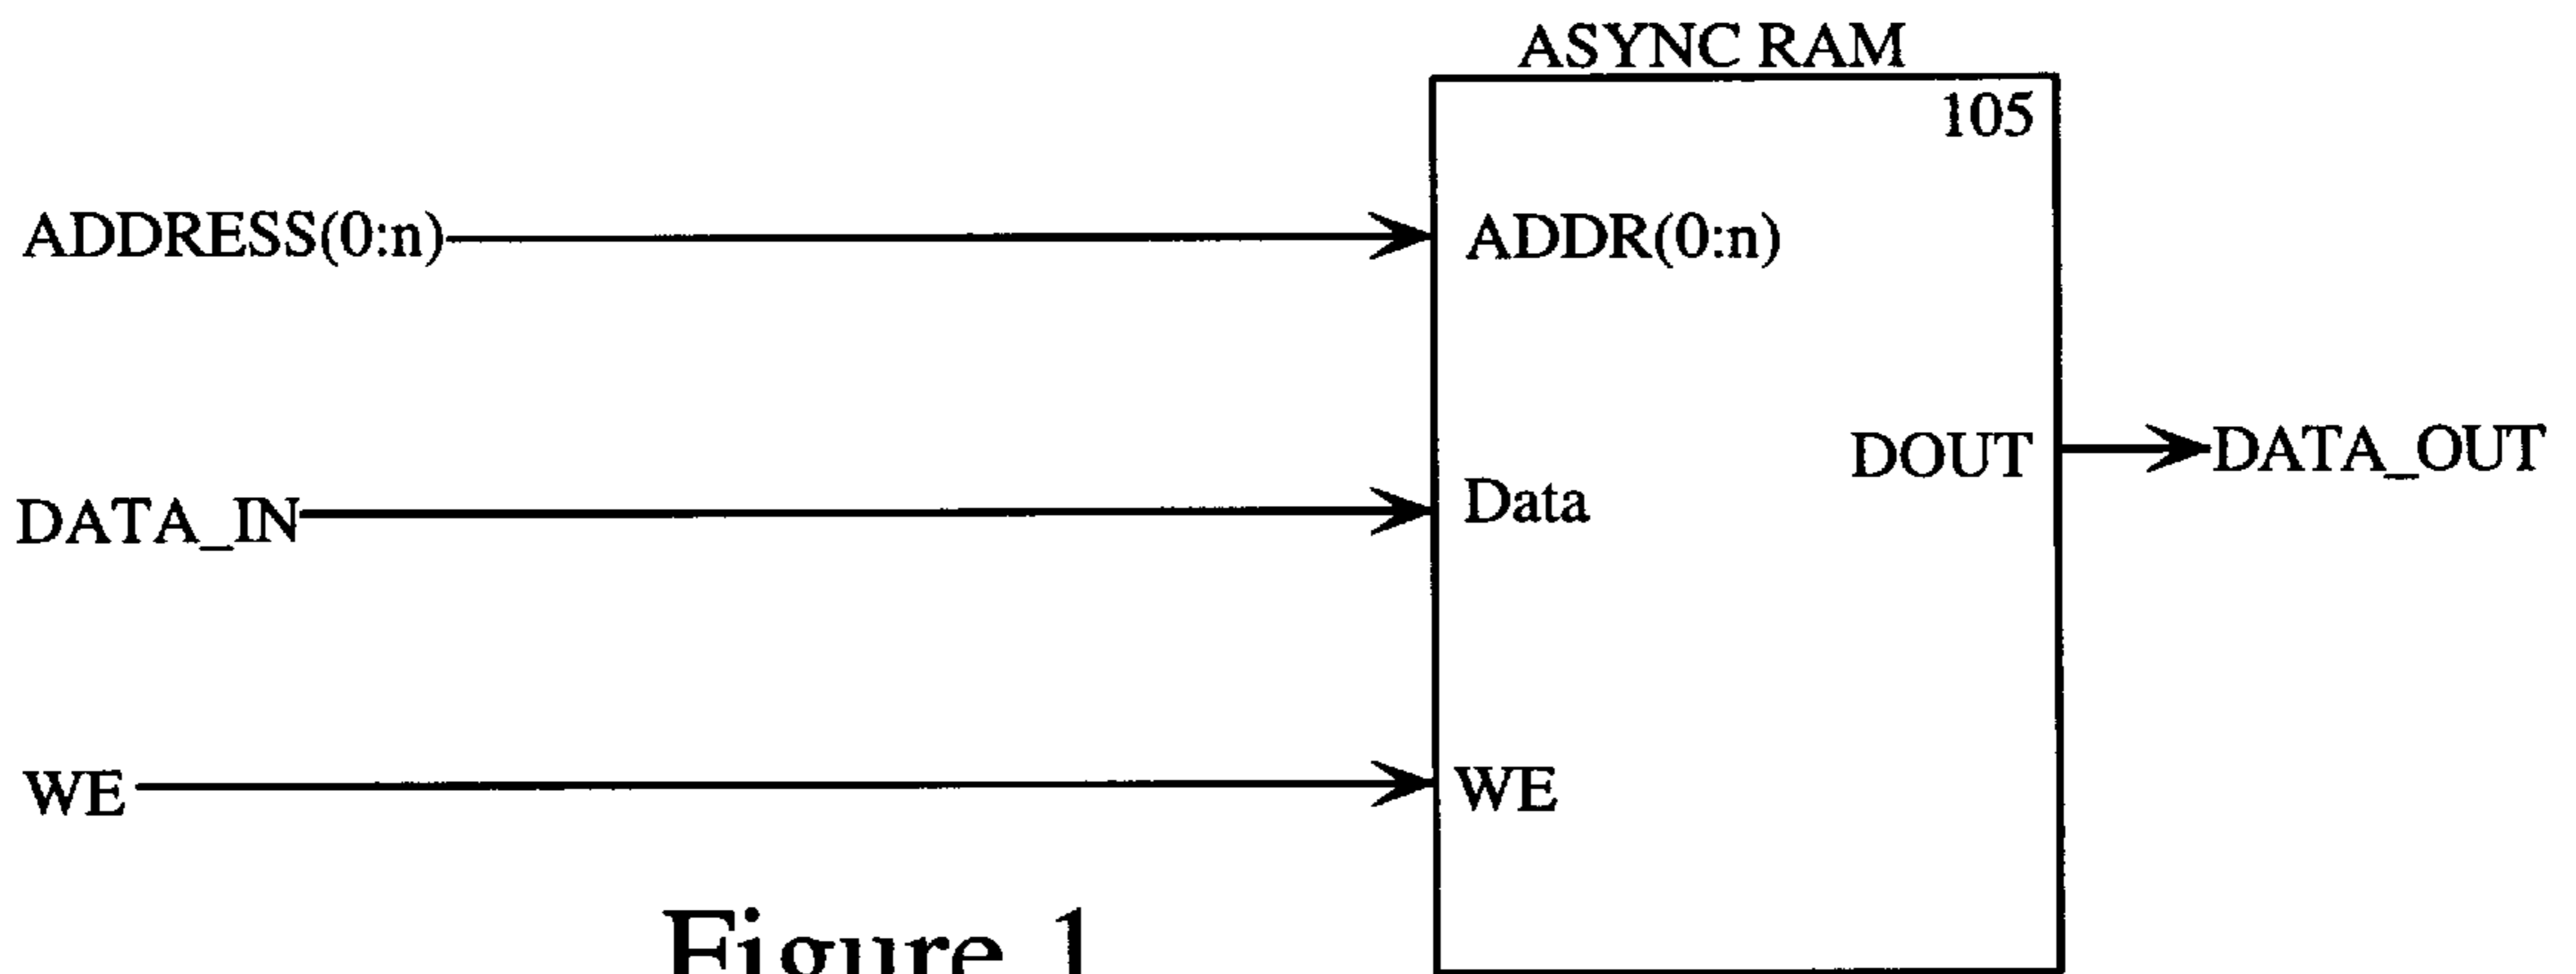 ASYNC RAM
105
ADDRESS(0:n)
ADDR(0:n)
DOUT
DATA_OUT
DATA_IN
Data
WE
WE
Figure 1